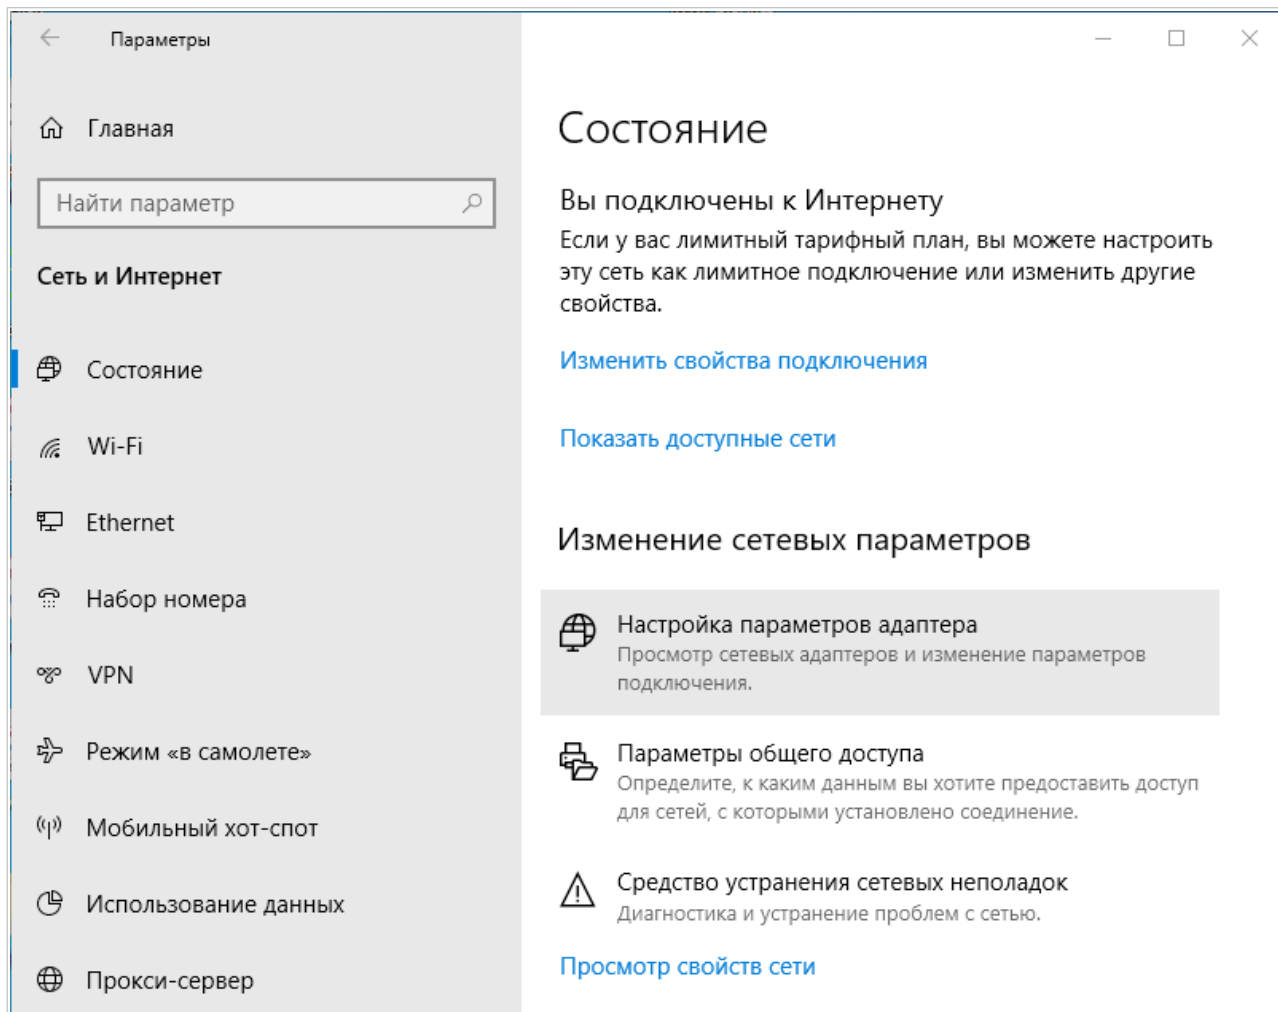 Параметры
Главная
Найти параметр
Сеть и Интернет
Состояние
Wi-Fi
Ethernet
Набор номера
VPN
Режим «в самолете»
Мобильный хот-спот
Использование данных
Прокси-сервер
Состояние
Вы подключены к Интернету
Если у вас лимитный тарифный план, вы можете настроить
эту сеть как лимитное подключение или изменить другие
свойства.
Изменить свойства подключения
Показать доступные сети
Изменение сетевых параметров
Настройка параметров адаптера
Просмотр сетевых адаптеров и изменение параметров
подключения.
Параметры общего доступа
Определите, к каким данным вы хотите предоставить доступ
для сетей, с которыми установлено соединение.
Средство устранения сетевых неполадок
Диагностика и устранение проблем с сетью.
Просмотр свойств сети